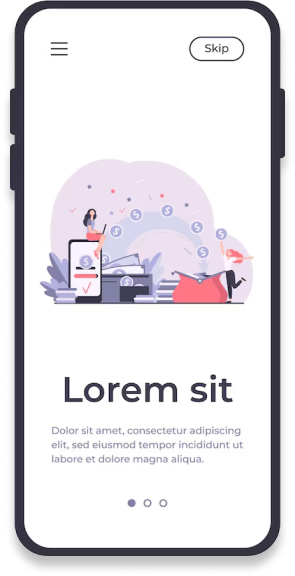 Skip
Lorem sit
Dolor sit amet, consectetur adipiscing
elit, sed eiusmod tempor incididunt ut
labore et dolore magna aliqua.